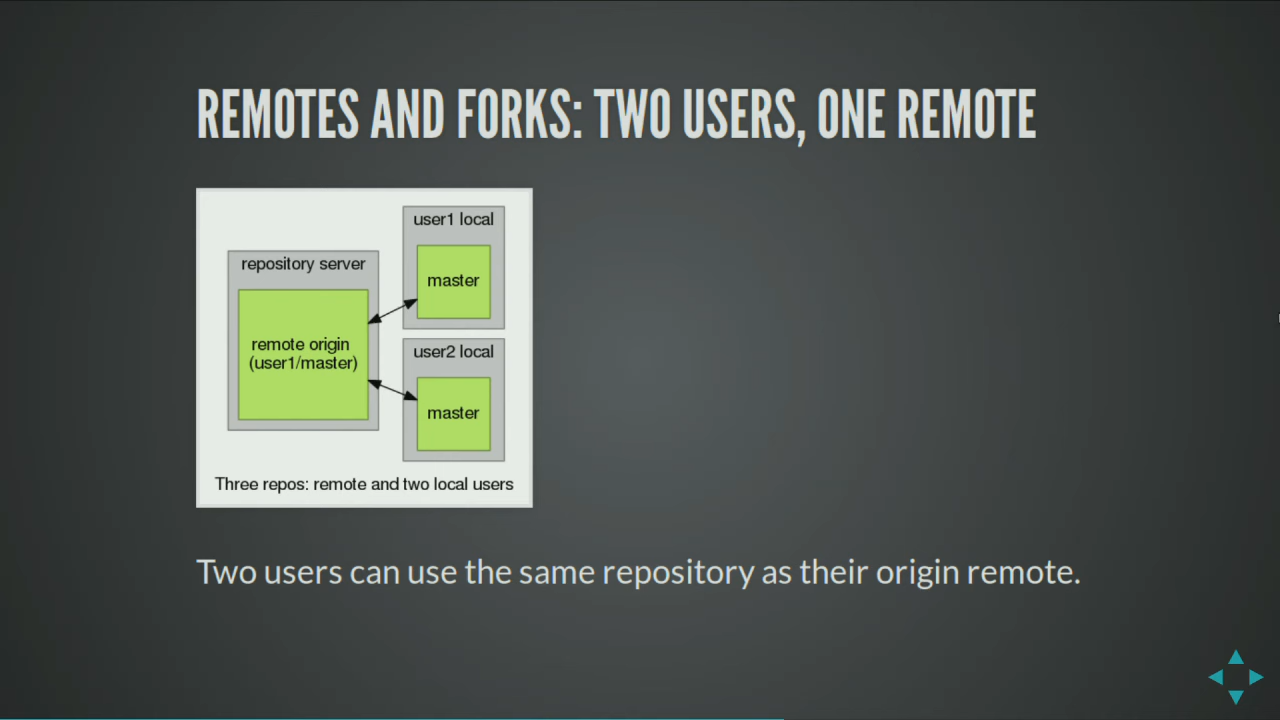 REMOTES AND FORKS: TWO USERS, ONE REMOTE
user1 local
master
repository server
remote origin
(user1/master)
user2 local
master
Three repos: remote and two local users
Two users can use the same repository as their origin remote.